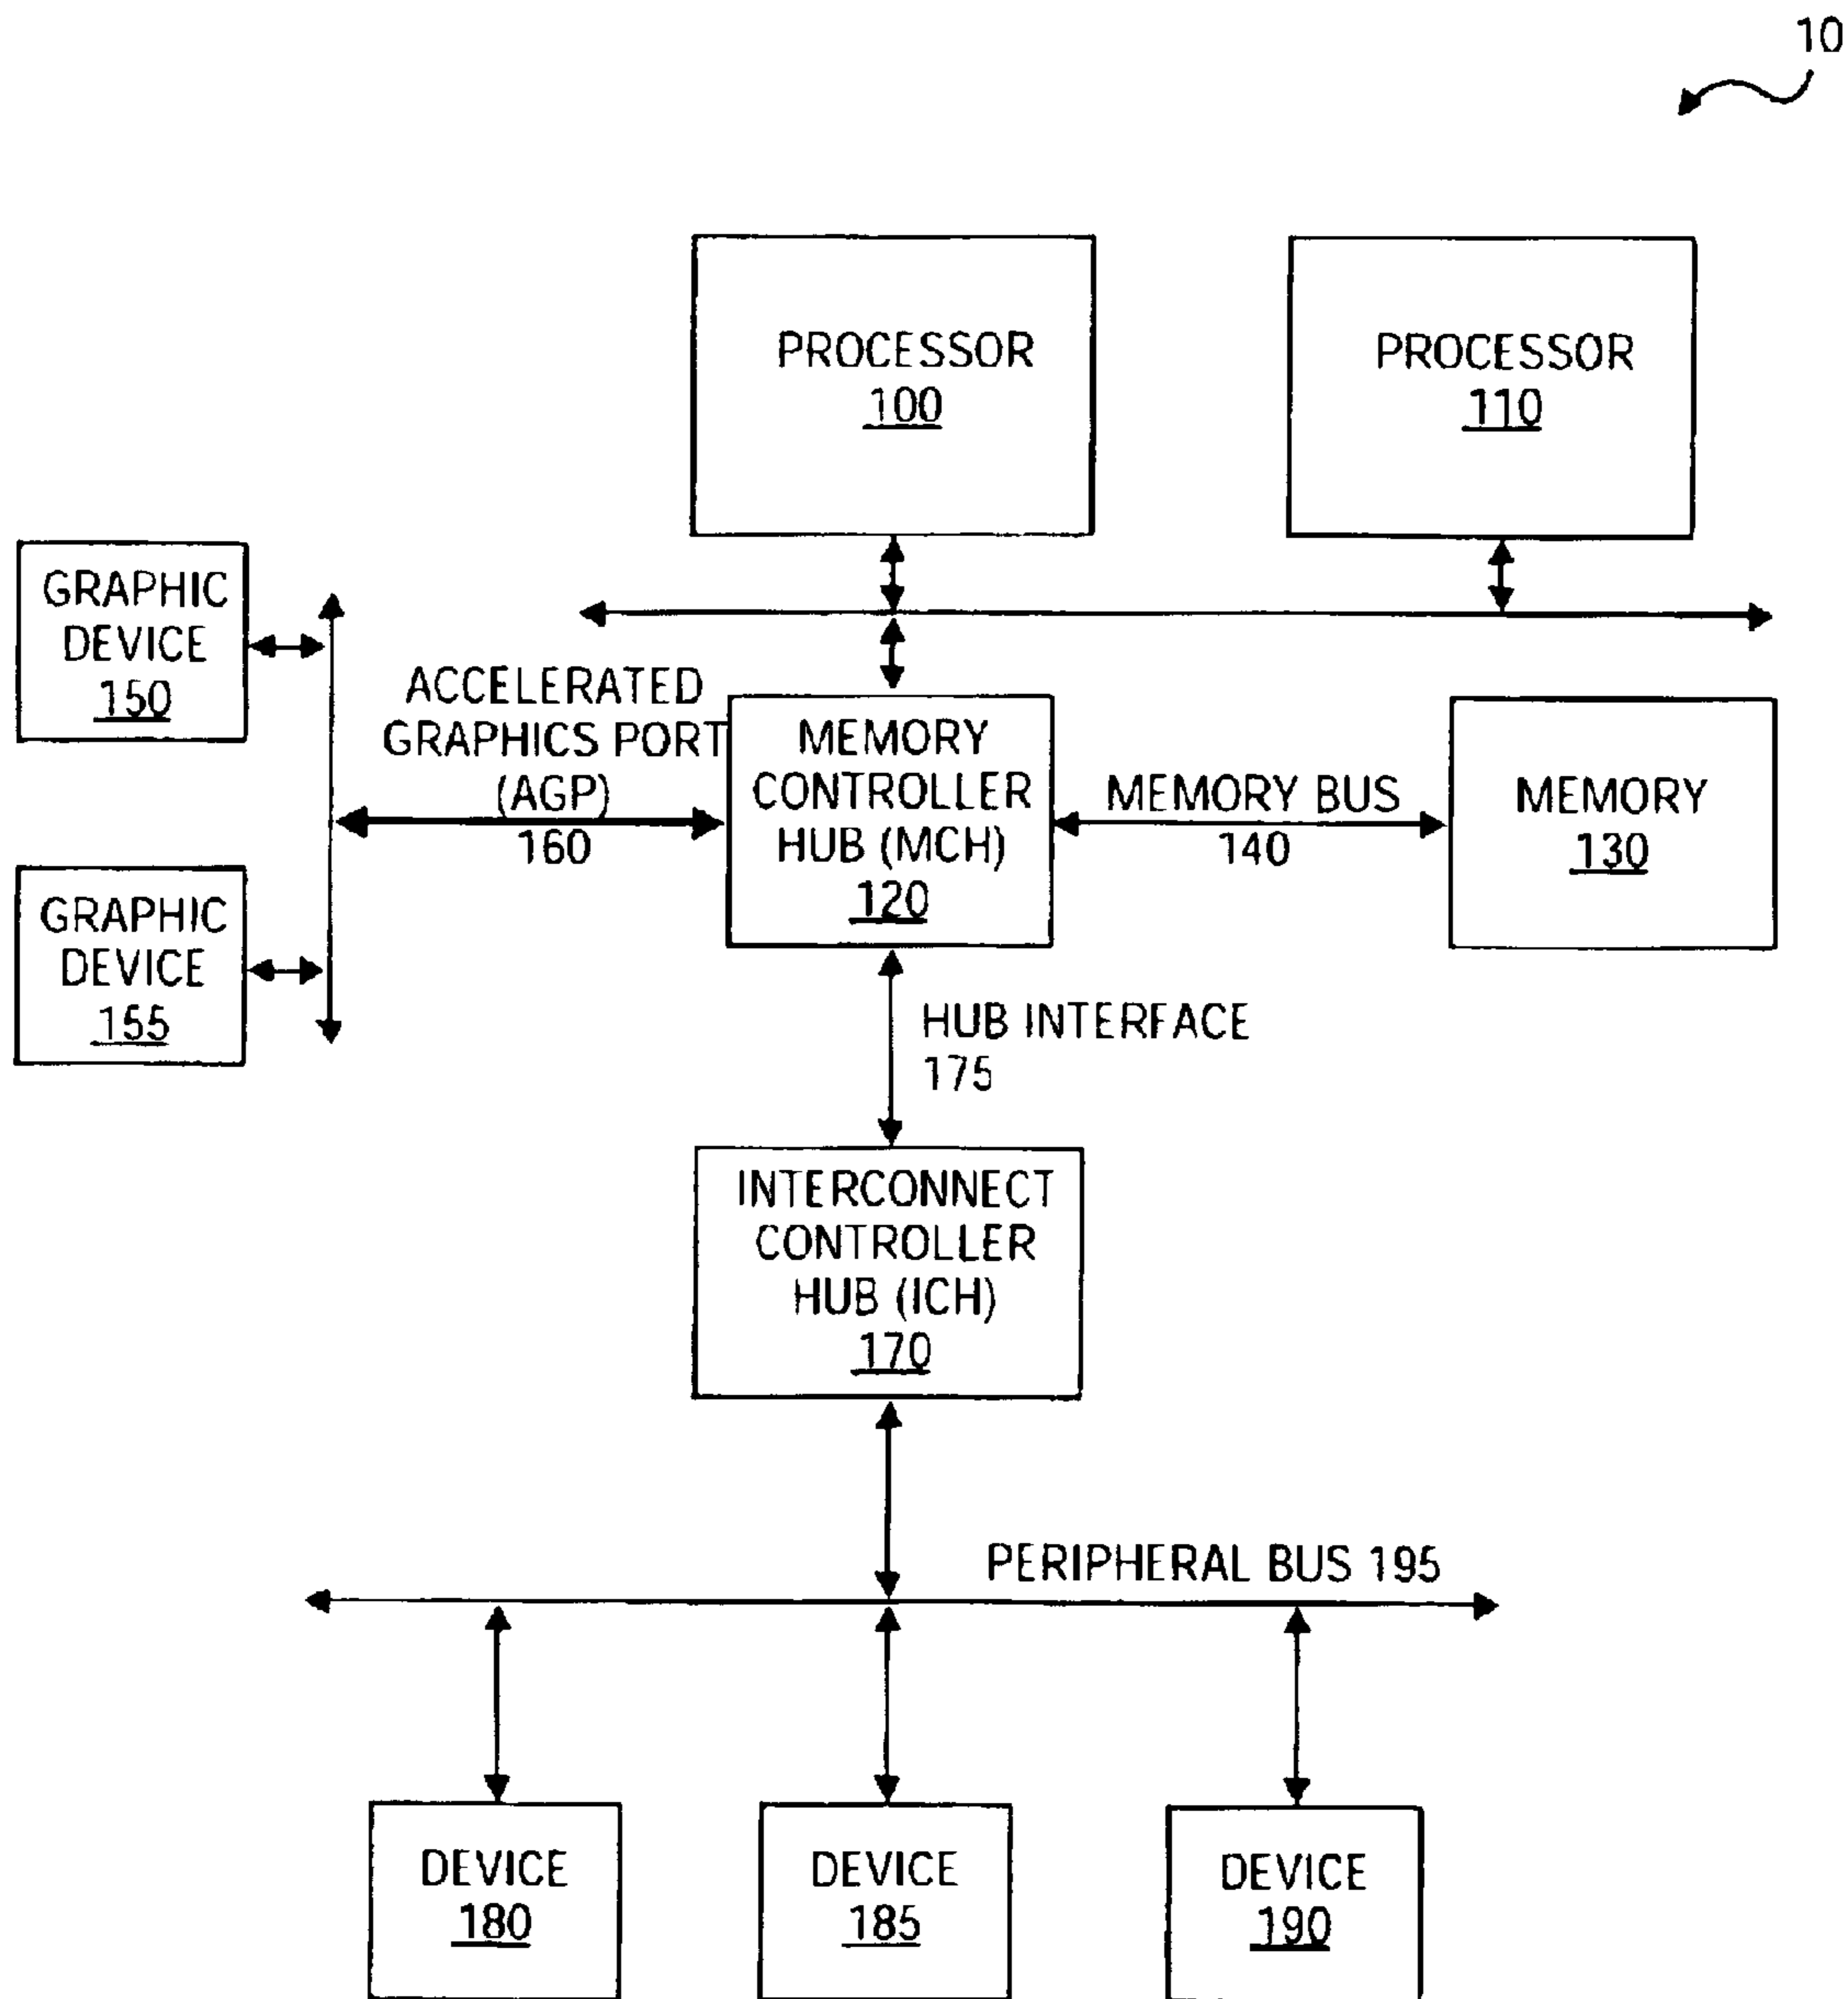 10
PROCESSOR
100
PROCESSOR
110
GRAPHIC
DEVICE
150
ACCELERATED
GRAPHICS PORT
(AGP)
160
MEMORY
CONTROLLER
HUB (MCH)
120
MEMORY BUS
140
MEMORY
130
GRAPHIC
DEVICE
155
HUB INTERFACE
175
INTERCONNECT
CONTROLLER
HUB (ICH)
170
PERIPHERAL BUS 195
DEVICE
180
DEVICE
185
DEVICE
190